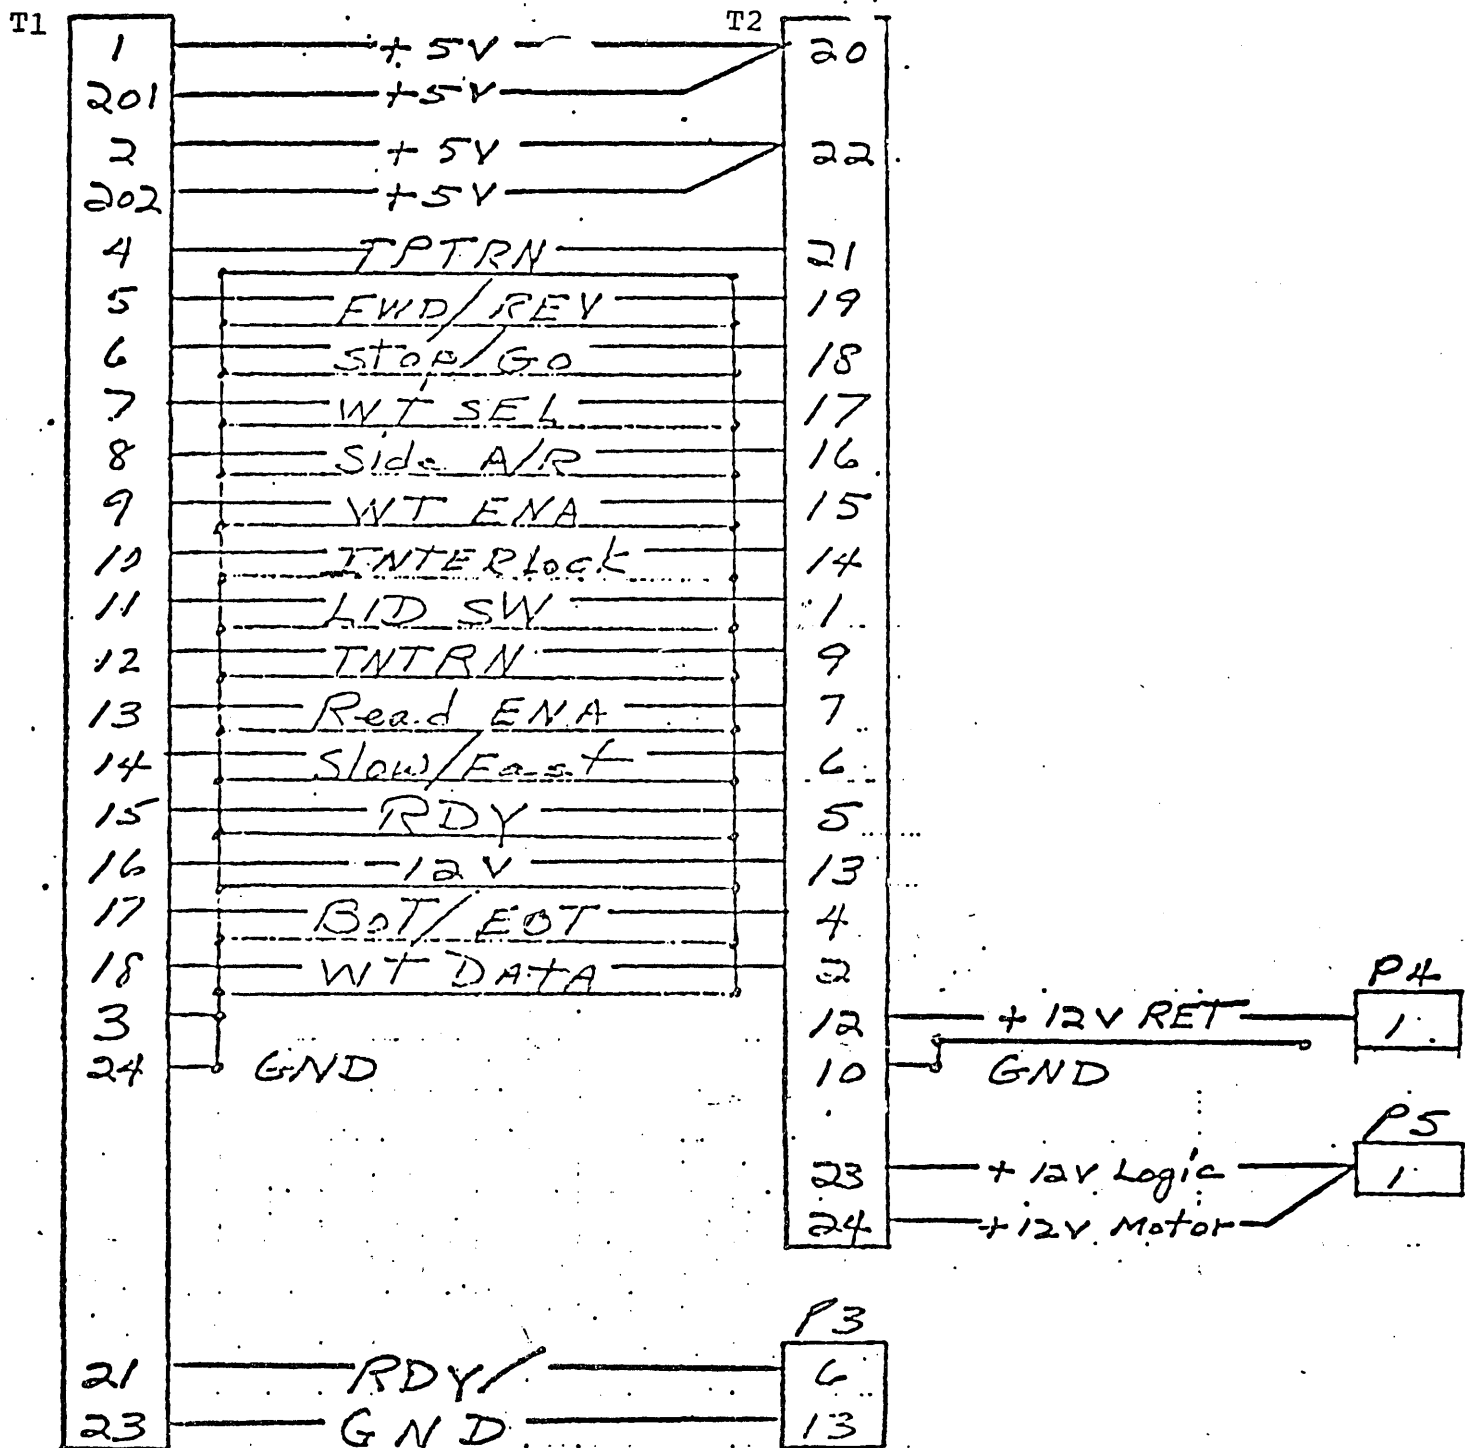 T1 T2
1 + 5V 20
201 +5V
2 + 5V 22
202 +5V
4 TPTRN 21
5 FWD/REV 19
6 Stop/Go 18
7 WT SEL 17
8 Side A/R 16
9 WT ENA 15
10 INTERLock 14
11 LID SW 1
12 TNTRN 9
13 Read ENA 7
14 Slow/Fast 6
15 RDY 5
16 -12V 13
17 BOT/EOT 4
18 WT DATA 2
P4
3 12 + 12V RET 1
24 GND 10 GND
P5
23 + 12V Logic 1
24 +12V Motor
P3
21 RDY/ 6
23 GND 13